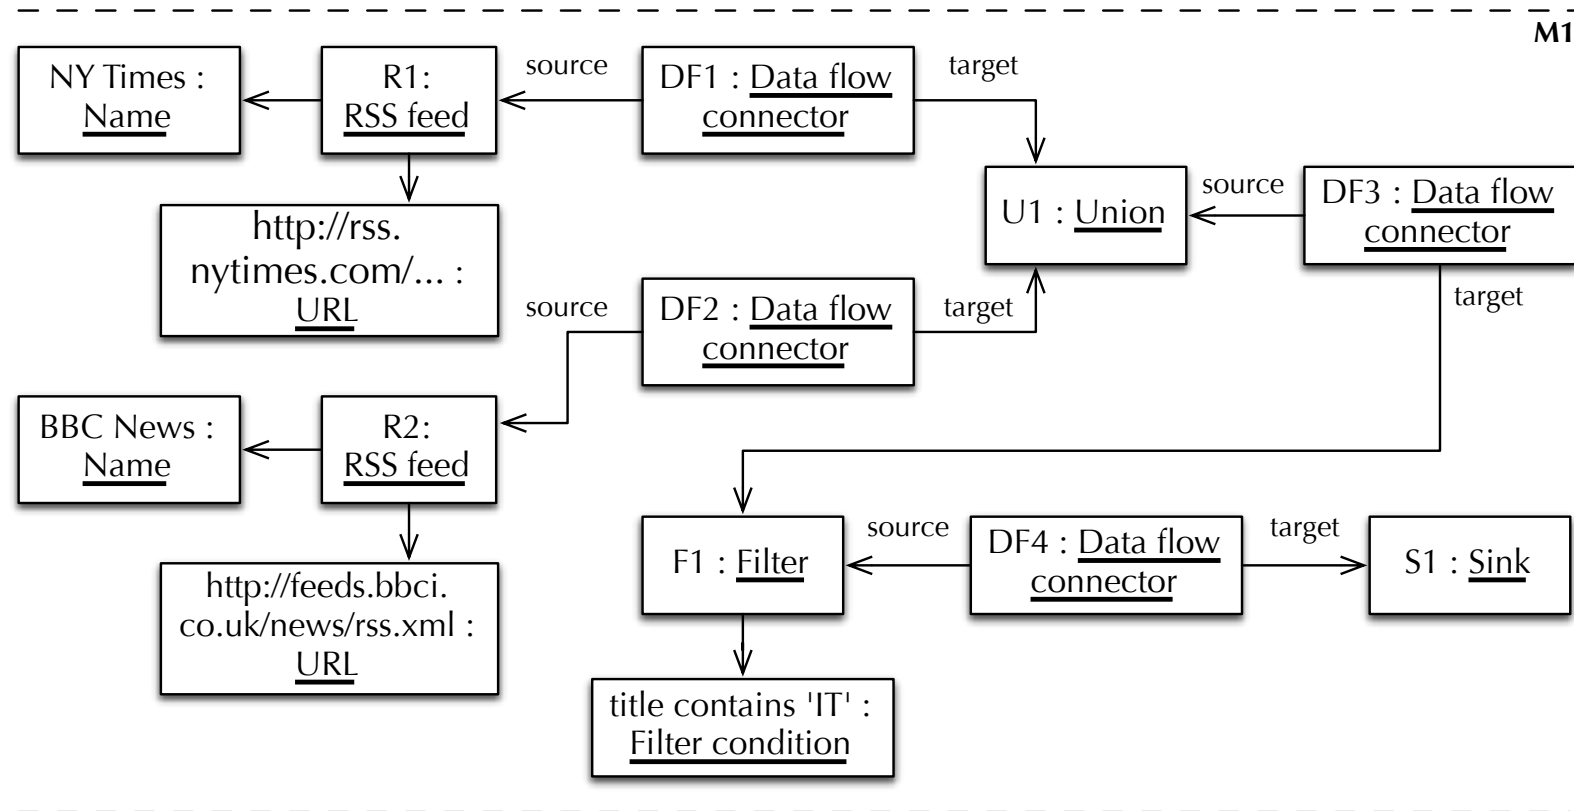 M1
NY Times :
Name
R1:
RSS feed
source
DF1 : Data flow
connector
target
http://rss.
nytimes.com/... :
URL
U1 : Union
source
DF3 : Data flow
connector
target
source
DF2 : Data flow
connector
target
BBC News :
Name
R2:
RSS feed
http://feeds.bbci.
co.uk/news/rss.xml :
URL
F1 : Filter
source
DF4 : Data flow
connector
target
S1 : Sink
title contains 'IT' :
Filter condition